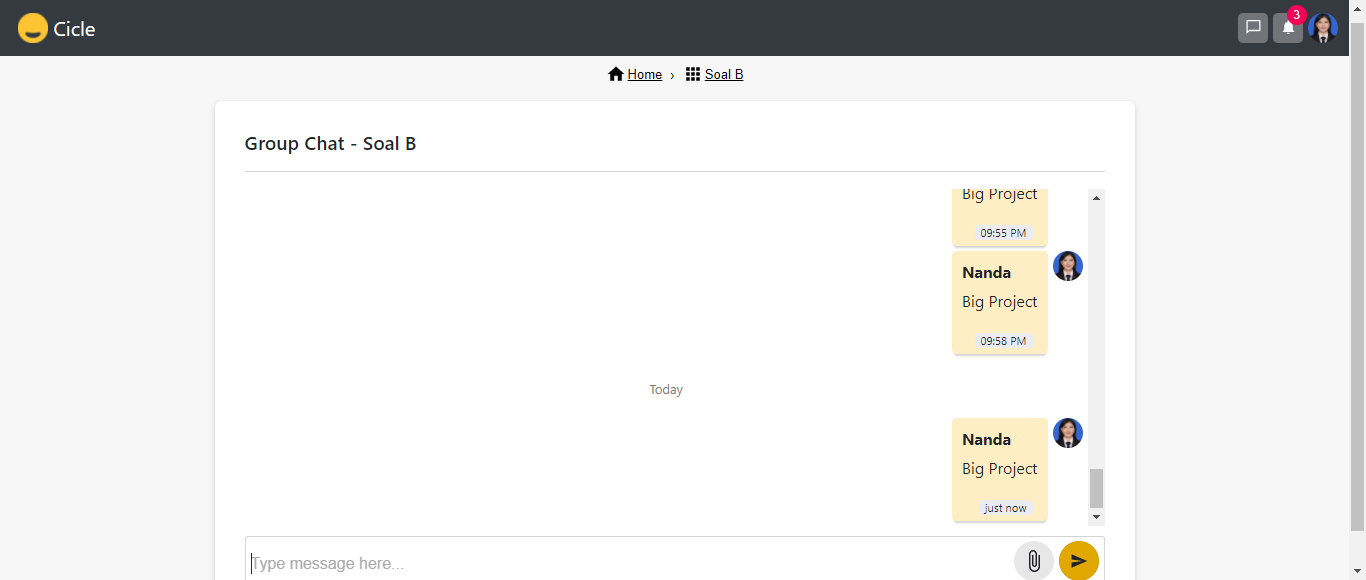 Cicle
3
Home › Soal B
Group Chat - Soal B
Big Project
09:55 PM
Nanda
Big Project
09:58 PM
Today
Nanda
Big Project
just now
Type message here...